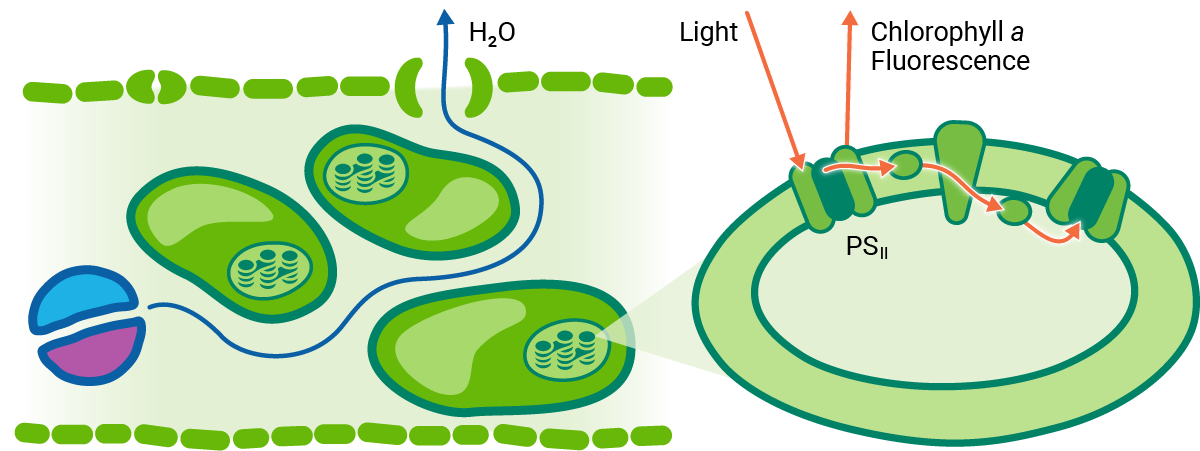 H₂O
Light
Chlorophyll a
Fluorescence
PSII